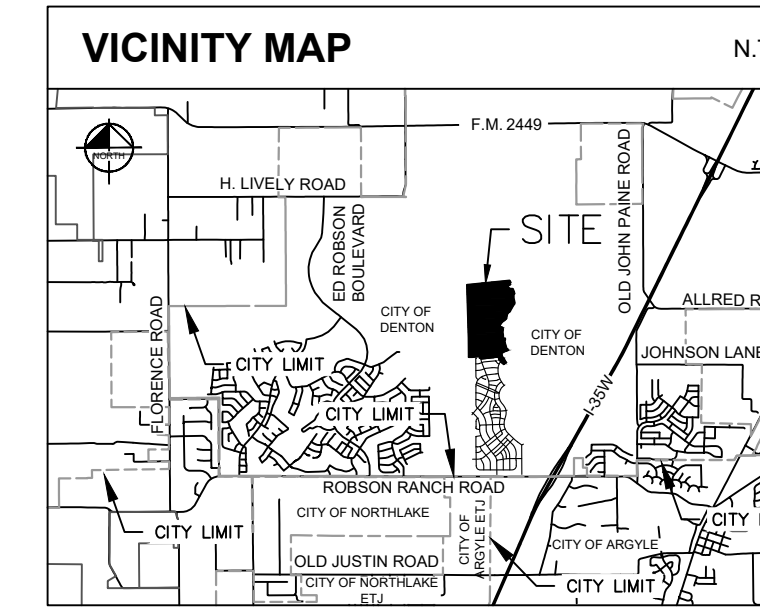 VICINITY MAP
N.T
F.M. 2449
NORTH
H. LIVELY ROAD
ED ROBSON
BOULEVARD
OLD JOHN PAINE ROAD
SITE
CITY OF
DENTON
CITY OF
DENTON
ALLRED R
FLORENCE ROAD
JOHNSON LANE
CITY LIMIT
I-35W
CITY LIMIT
ROBSON RANCH ROAD
CITY OF NORTHLAKE
CITY OF
ARGYLE ETJ
CITY LIMIT
CITY
CITY OF ARGYLE
OLD JUSTIN ROAD
CITY OF NORTHLAKE
ETJ
CITY LIMIT